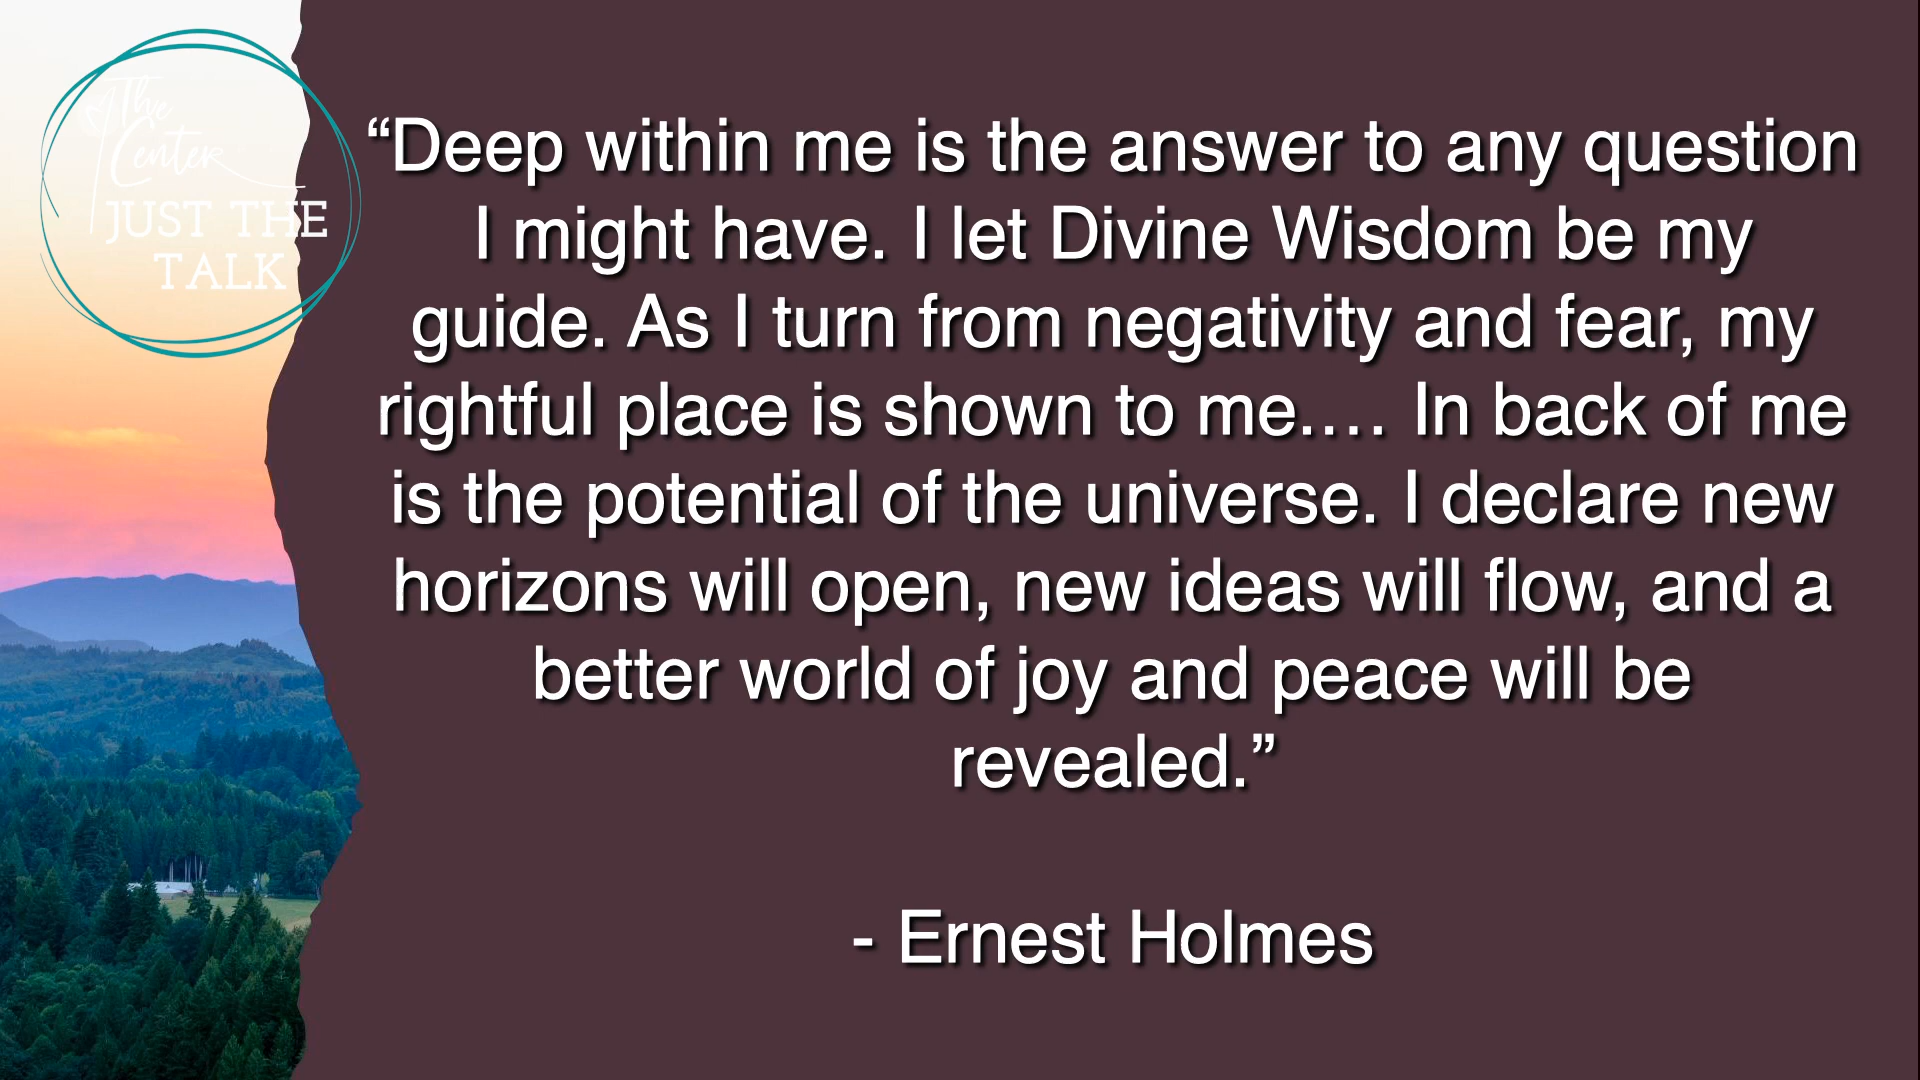 The
Center
JUST THE
TALK
“Deep within me is the answer to any question
I might have. I let Divine Wisdom be my
guide. As I turn from negativity and fear, my
rightful place is shown to me.… In back of me
is the potential of the universe. I declare new
horizons will open, new ideas will flow, and a
better world of joy and peace will be
revealed.”
- Ernest Holmes